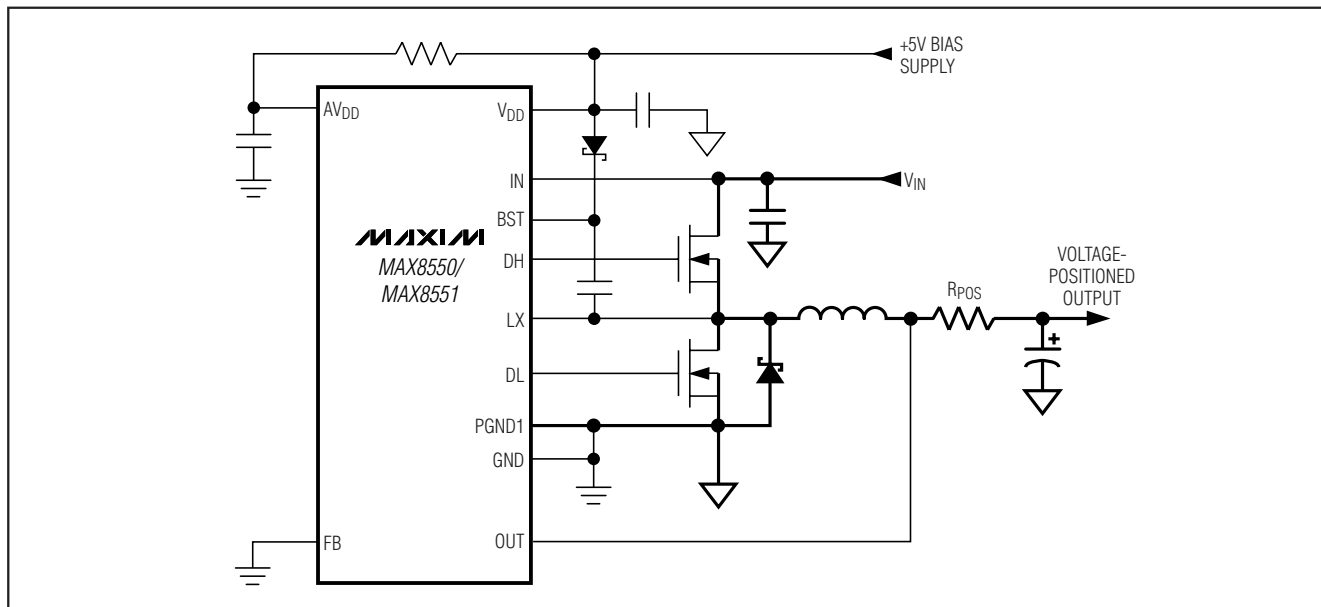 +5V BIAS
SUPPLY
AVDD
VDD
IN
VIN
BST
MAXIM
MAX8550/
MAX8551
DH
VOLTAGE-
POSITIONED
OUTPUT
RPOS
LX
DL
PGND1
GND
FB
OUT
+